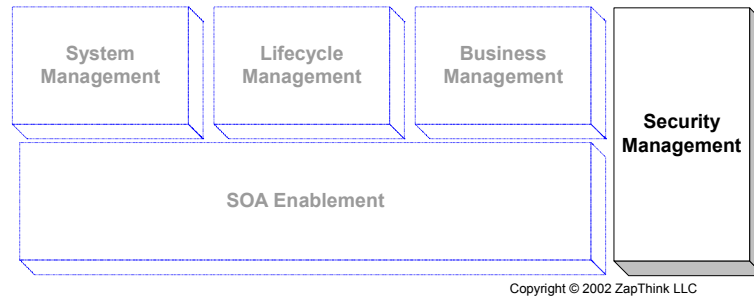 System
Management
Lifecycle
Management
Business
Management
Security
Management
SOA Enablement
Copyright © 2002 ZapThink LLC